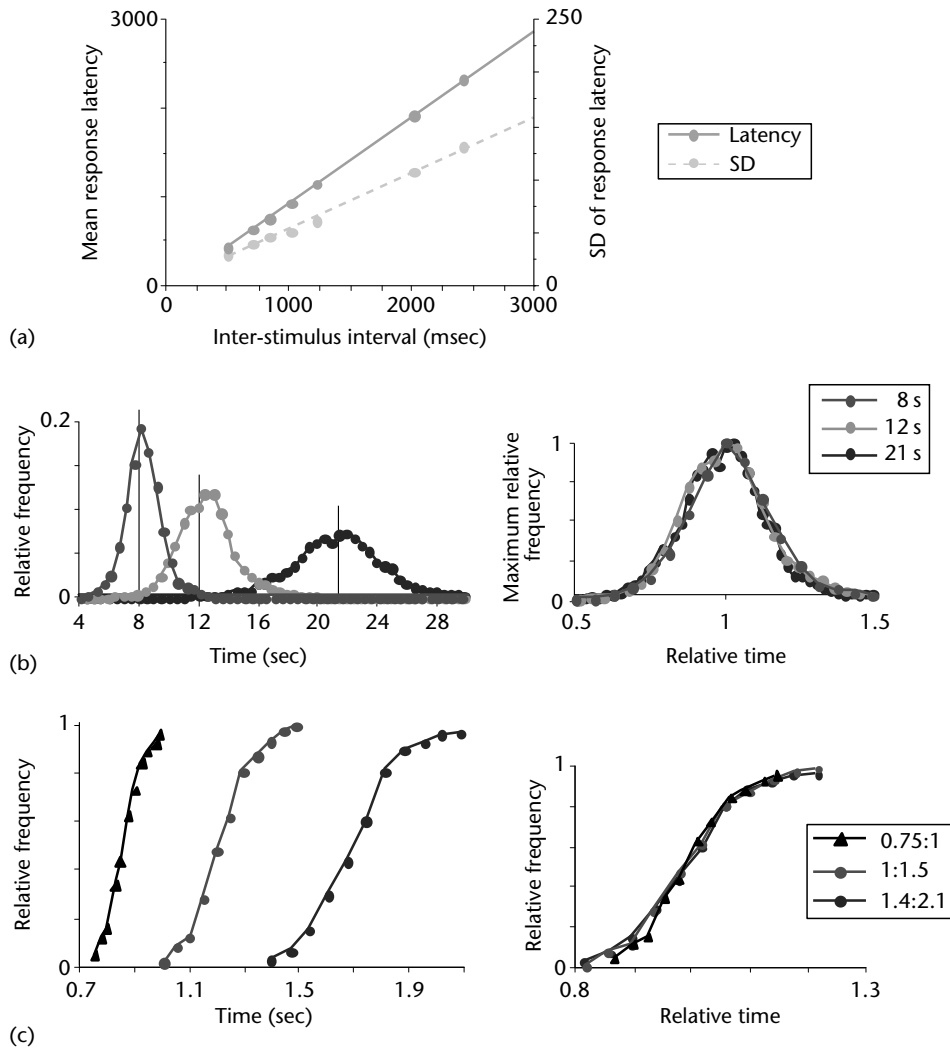 3000
250
Mean response latency
SD of response latency
Latency
SD
0
0
0
1000
2000
3000
Inter-stimulus interval (msec)
(a)
0.2
Relative frequency
0
4
8
12
16
20
24
28
Time (sec)
8 s
12 s
21 s
1
Maximum relative
frequency
0
0.5
1
1.5
Relative time
(b)
1
Relative frequency
0
0.7
1.1
1.5
1.9
Time (sec)
1
Relative frequency
0
0.8
1.3
Relative time
0.75:1
1:1.5
1.4:2.1
(c)